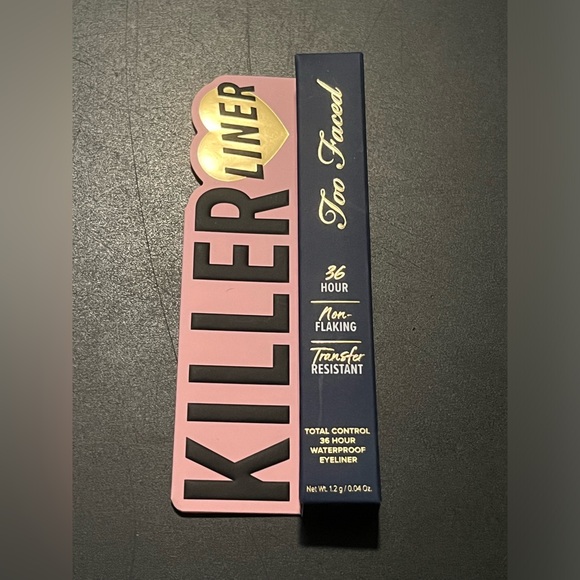 KILLER
LINER
Too Faced
36
HOUR
Non-
FLAKING
Transfer
RESISTANT
TOTAL CONTROL
36 HOUR
WATERPROOF
EYELINER
Net Wt. 1.2 g / 0.04 Oz.